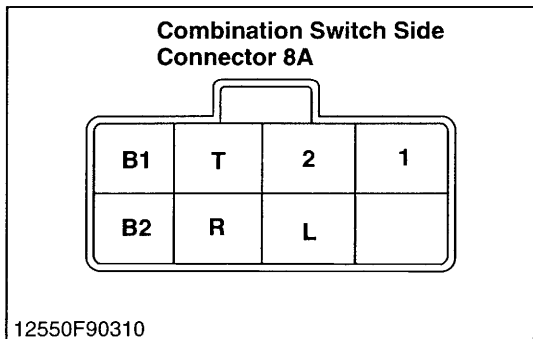 Combination Switch Side
Connector 8A
B1 T 2 1
B2 R L
12550F90310